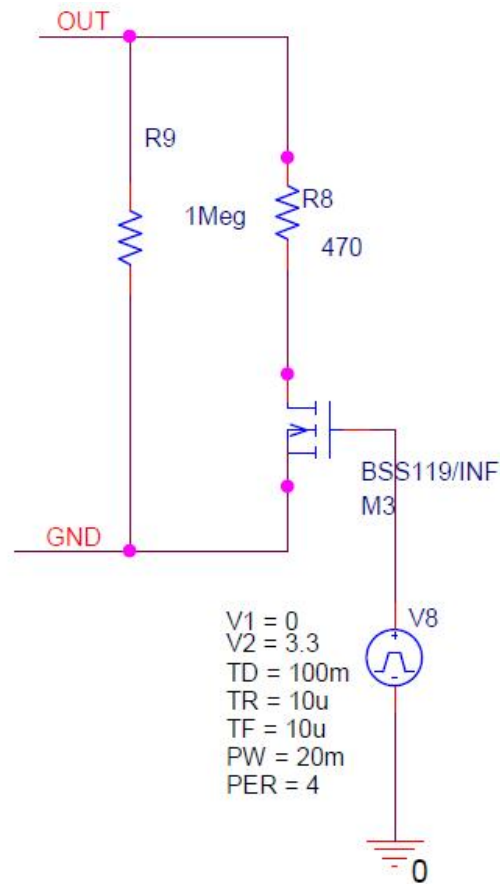 OUT
R9
1Meg
R8
470
BSS119/INF
M3
GND
V8
V1 = 0
V2 = 3.3
TD = 100m
TR = 10u
TF = 10u
PW = 20m
PER = 4
0